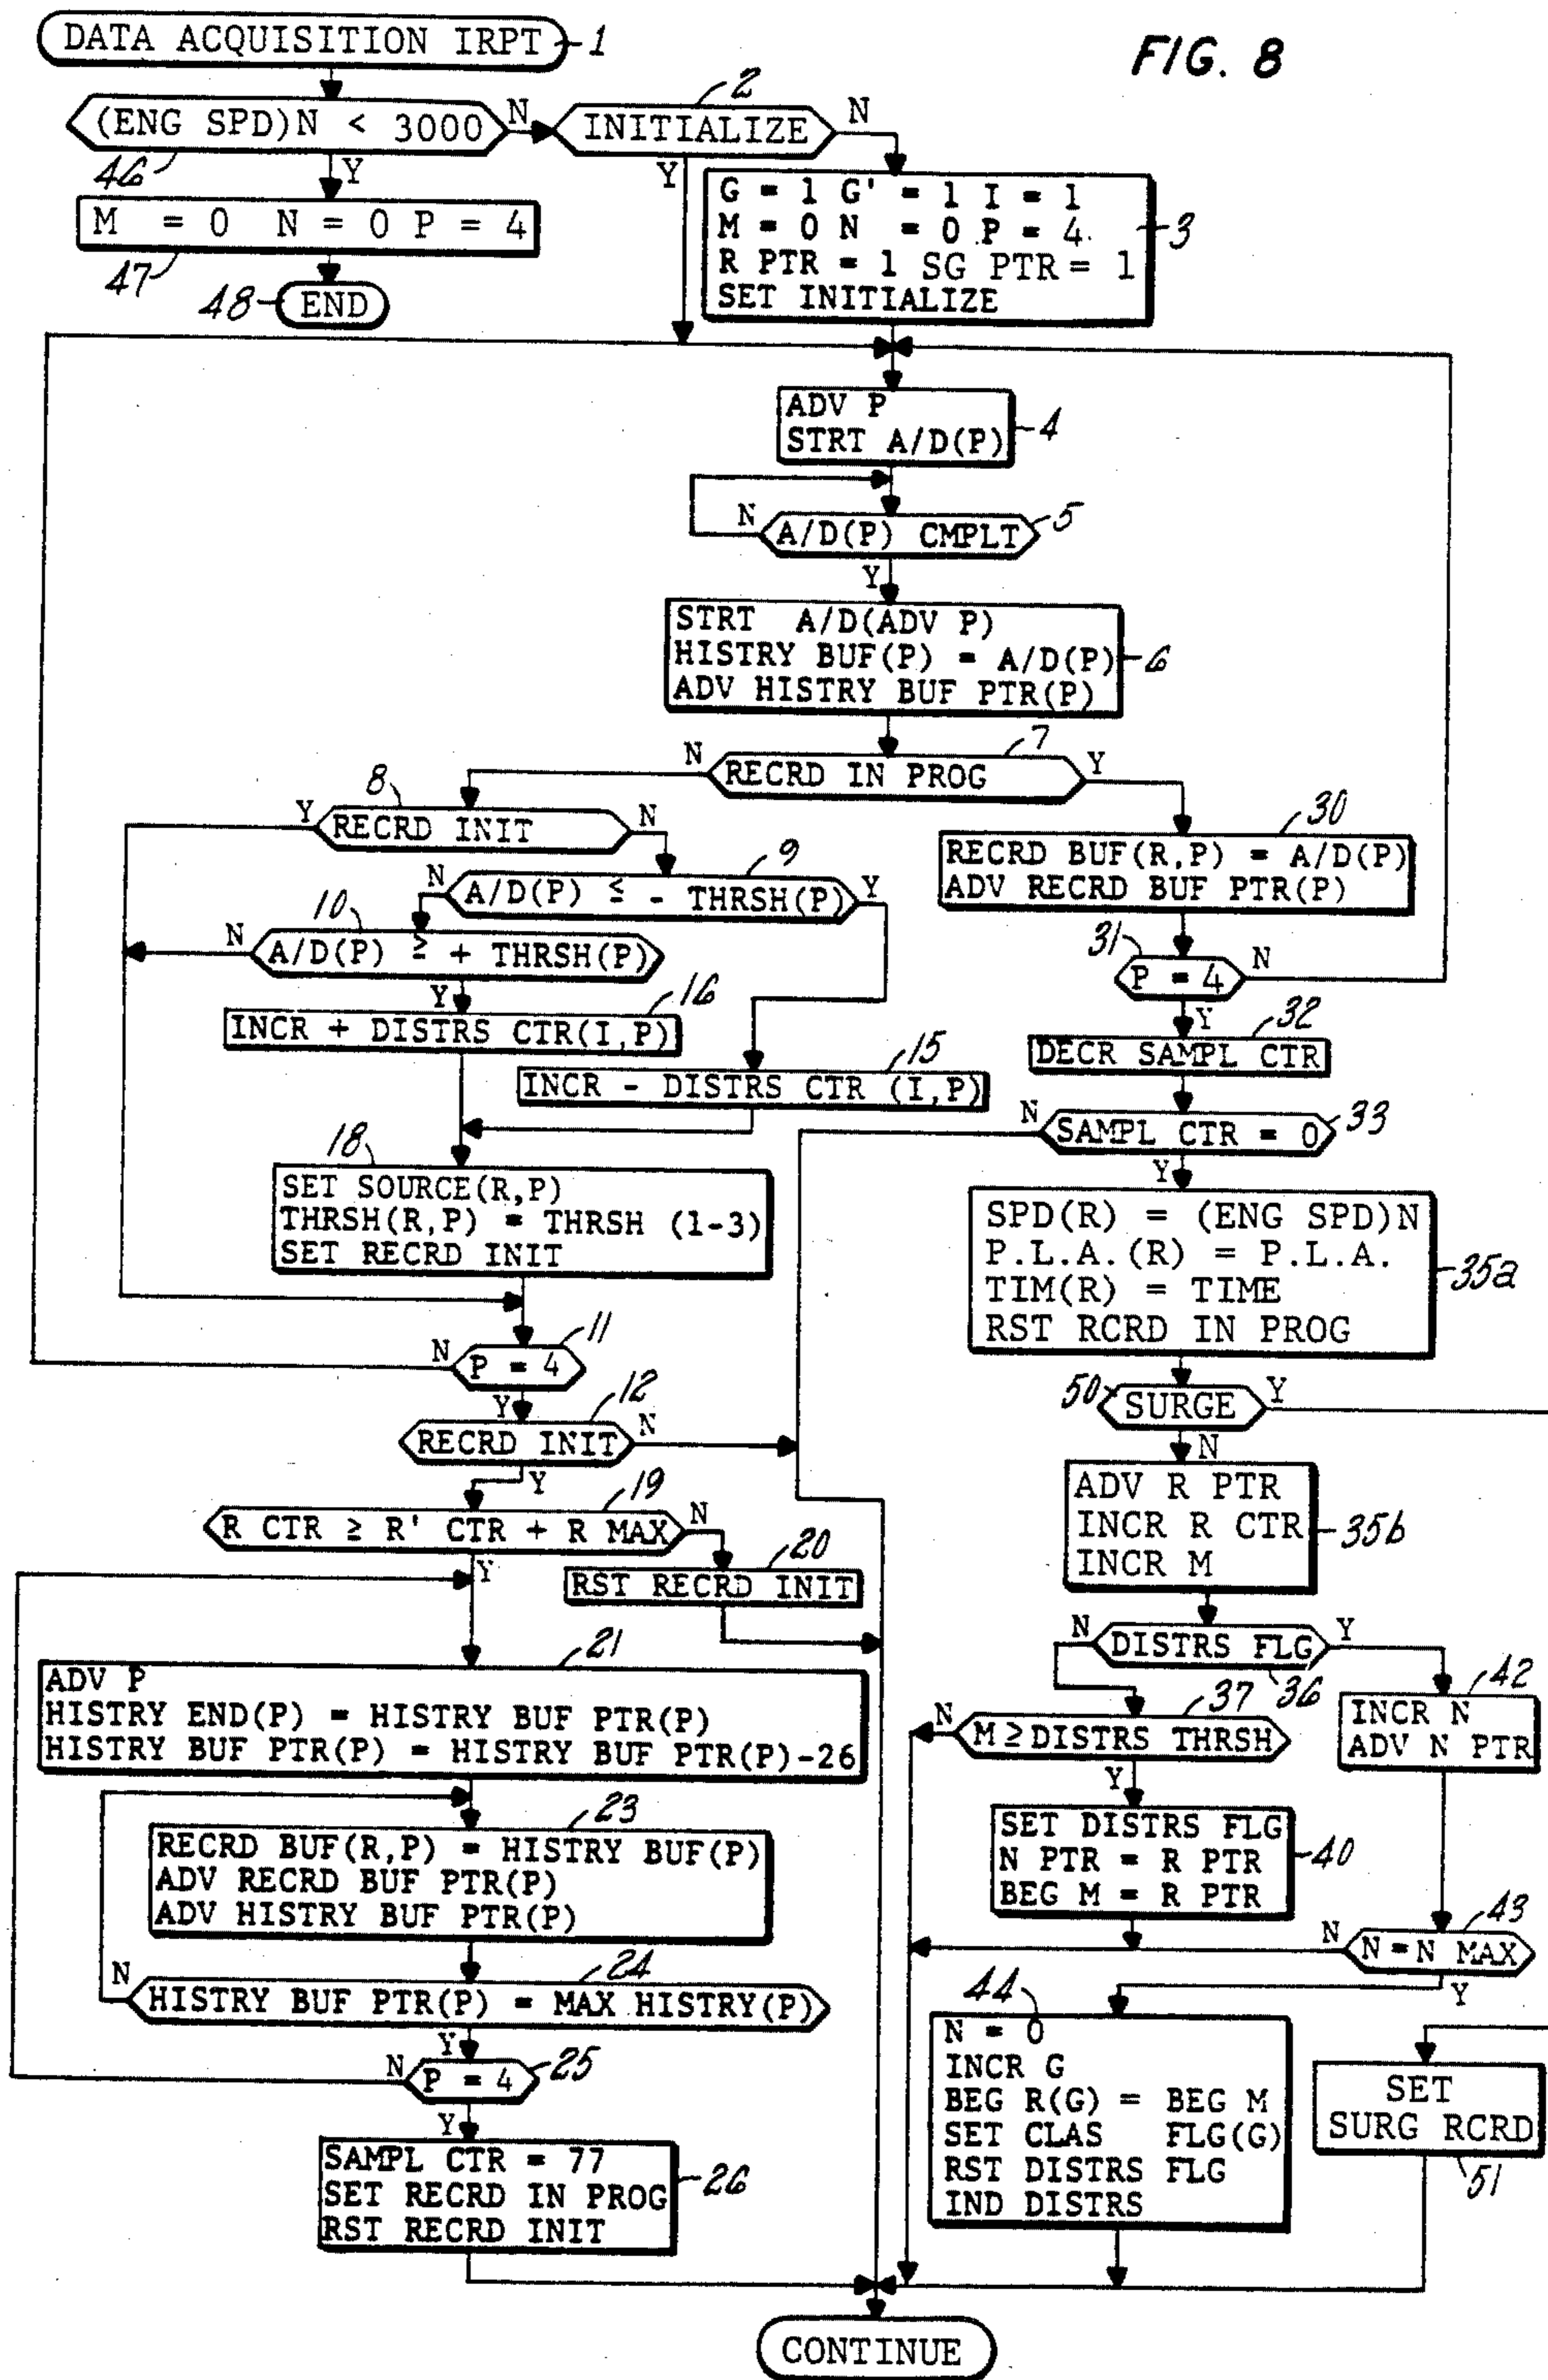 FIG. 8
DATA ACQUISITION IRPT
1
(ENG SPD)N < 3000
N
46
Y
INITIALIZE
2
N
Y
M = 0 N = 0 P = 4
47
48
END
G = 1 G' = 1 I = 1
M = 0 N = 0 P = 4
R PTR = 1 SG PTR = 1
SET INITIALIZE
3
ADV P
STRT A/D(P)
4
N
A/D(P) CMPLT
5
Y
STRT A/D(ADV P)
HISTRY BUF(P) = A/D(P)
ADV HISTRY BUF PTR(P)
6
N
RECRD IN PROG
7
Y
8
Y
RECRD INIT
N
9
N
A/D(P) ≤ - THRSH(P)
Y
10
N
A/D(P) ≥ + THRSH(P)
Y
16
INCR + DISTRS CTR(I,P)
15
INCR - DISTRS CTR (I,P)
18
SET SOURCE(R,P)
THRSH(R,P) = THRSH (1-3)
SET RECRD INIT
11
N
P = 4
Y
12
RECRD INIT
N
Y
19
R CTR ≥ R' CTR + R MAX
N
Y
20
RST RECRD INIT
21
ADV P
HISTRY END(P) = HISTRY BUF PTR(P)
HISTRY BUF PTR(P) = HISTRY BUF PTR(P)-26
23
RECRD BUF(R,P) = HISTRY BUF(P)
ADV RECRD BUF PTR(P)
ADV HISTRY BUF PTR(P)
24
N
HISTRY BUF PTR(P) = MAX HISTRY(P)
Y
N
P = 4
25
Y
SAMPL CTR = 77
SET RECRD IN PROG
RST RECRD INIT
26
30
RECRD BUF(R,P) = A/D(P)
ADV RECRD BUF PTR(P)
31
P = 4
N
Y
32
DECR SAMPL CTR
N
SAMPL CTR = 0
33
Y
SPD(R) = (ENG SPD)N
P.L.A.(R) = P.L.A.
TIM(R) = TIME
RST RCRD IN PROG
35a
50
SURGE
Y
N
ADV R PTR
INCR R CTR
INCR M
35b
N
DISTRS FLG
Y
36
37
N
M ≥ DISTRS THRSH
Y
42
INCR N
ADV N PTR
SET DISTRS FLG
N PTR = R PTR
BEG M = R PTR
40
43
N
N = N MAX
Y
44
N = 0
INCR G
BEG R(G) = BEG M
SET CLAS FLG(G)
RST DISTRS FLG
IND DISTRS
SET
SURG RCRD
51
CONTINUE